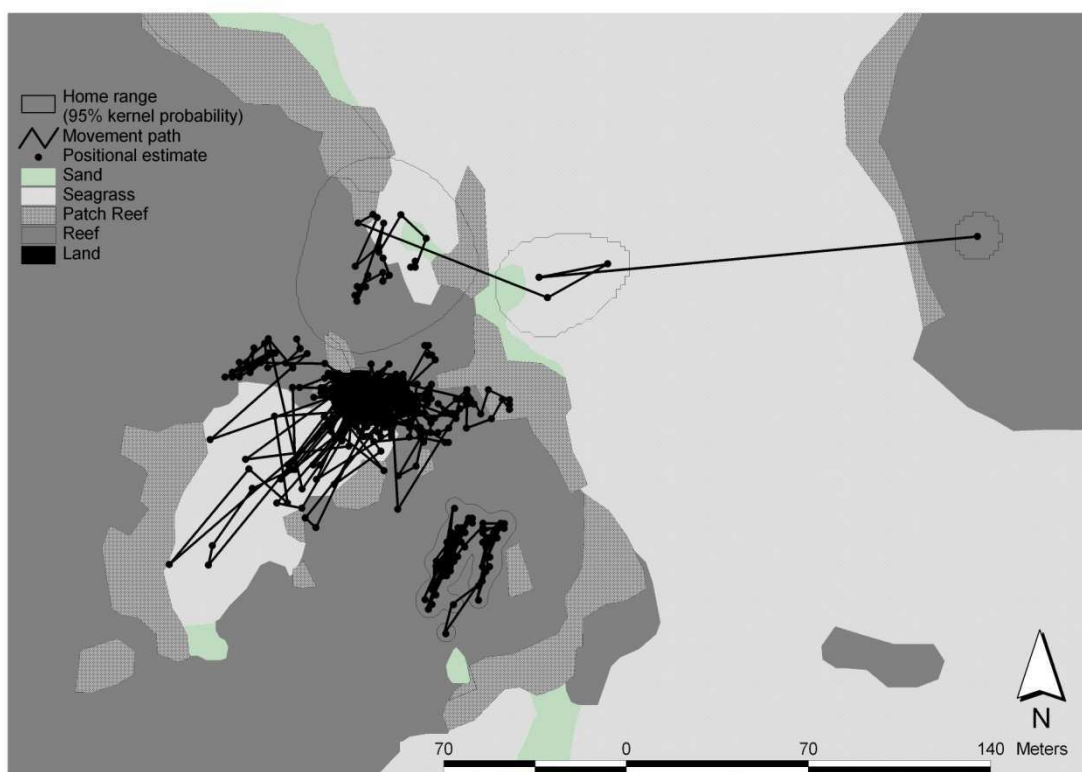 Home range
(95% kernel probability)
Movement path
Positional estimate
Sand
Seagrass
Patch Reef
Reef
Land
N
70 0 70 140 Meters